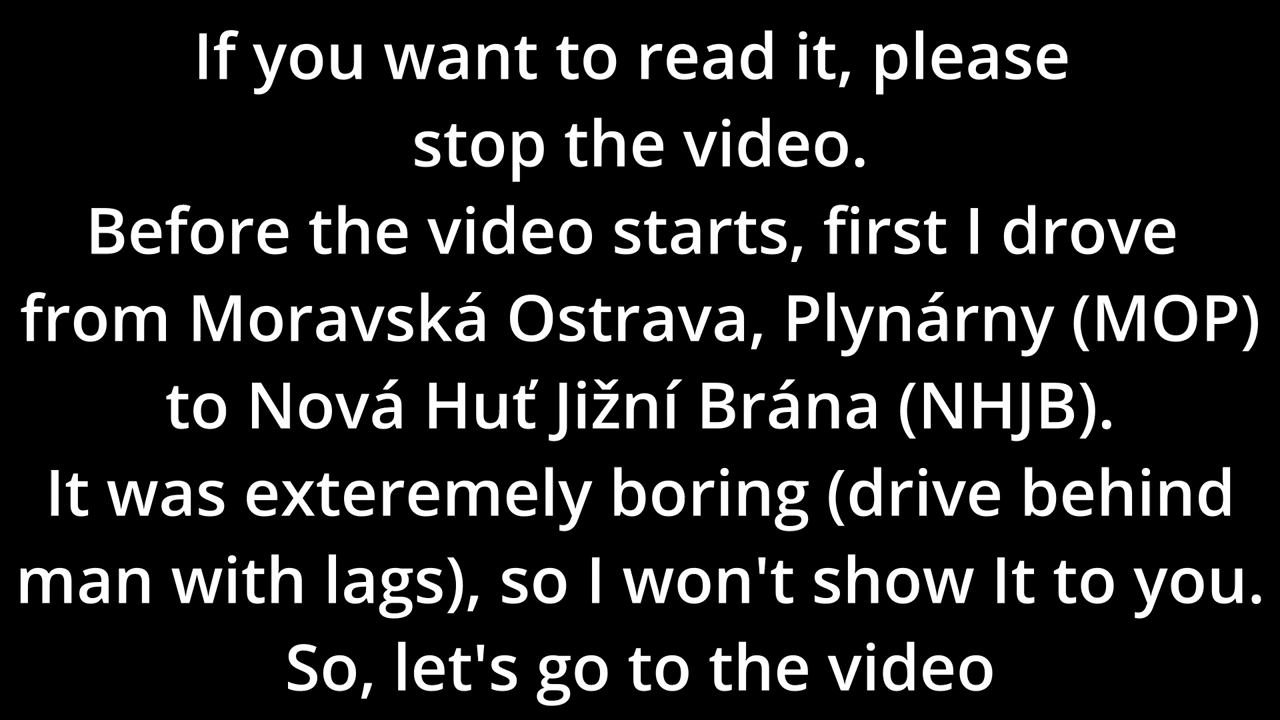 If you want to read it, please
stop the video.
Before the video starts, first I drove
from Moravská Ostrava, Plynárny (MOP)
to Nová Huť Jižní Brána (NHJB).
It was exteremely boring (drive behind
man with lags), so I won't show It to you.
So, let's go to the video